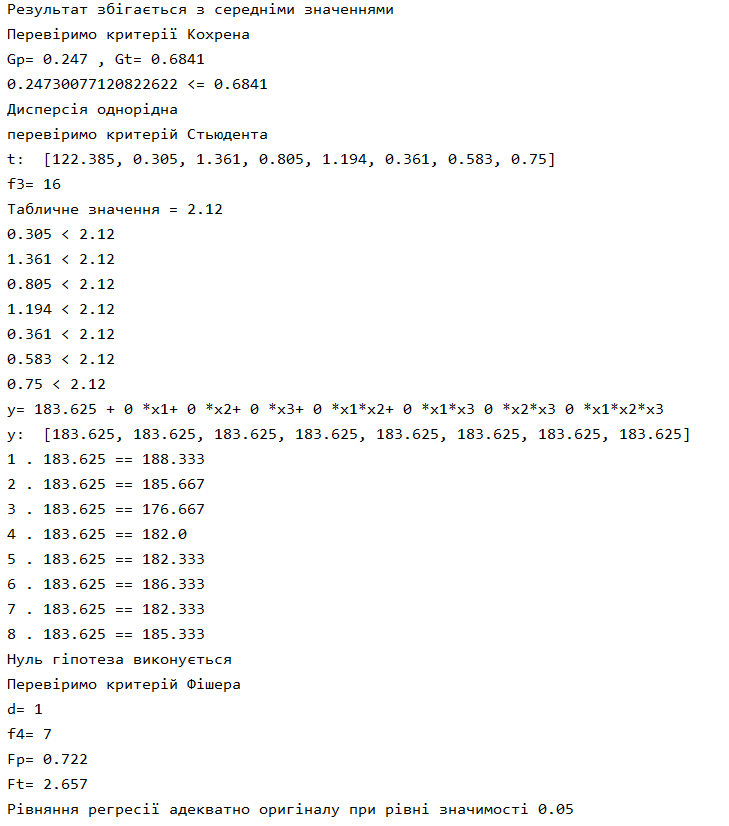 Результат збігається з середніми значеннями
Перевіримо критерії Кохрена
Gp= 0.247 , Gt= 0.6841
0.24730077120822622 <= 0.6841
Дисперсія однорідна
перевіримо критерій Стьюдента
t:  [122.385, 0.305, 1.361, 0.805, 1.194, 0.361, 0.583, 0.75]
f3= 16
Табличне значення = 2.12
0.305 < 2.12
1.361 < 2.12
0.805 < 2.12
1.194 < 2.12
0.361 < 2.12
0.583 < 2.12
0.75 < 2.12
y= 183.625 + 0 *x1+ 0 *x2+ 0 *x3+ 0 *x1*x2+ 0 *x1*x3 0 *x2*x3 0 *x1*x2*x3
y:  [183.625, 183.625, 183.625, 183.625, 183.625, 183.625, 183.625, 183.625]
1 . 183.625 == 188.333
2 . 183.625 == 185.667
3 . 183.625 == 176.667
4 . 183.625 == 182.0
5 . 183.625 == 182.333
6 . 183.625 == 186.333
7 . 183.625 == 182.333
8 . 183.625 == 185.333
Нуль гіпотеза виконується
Перевіримо критерій Фішера
d= 1
f4= 7
Fp= 0.722
Ft= 2.657
Рівняння регресії адекватно оригіналу при рівні значимості 0.05